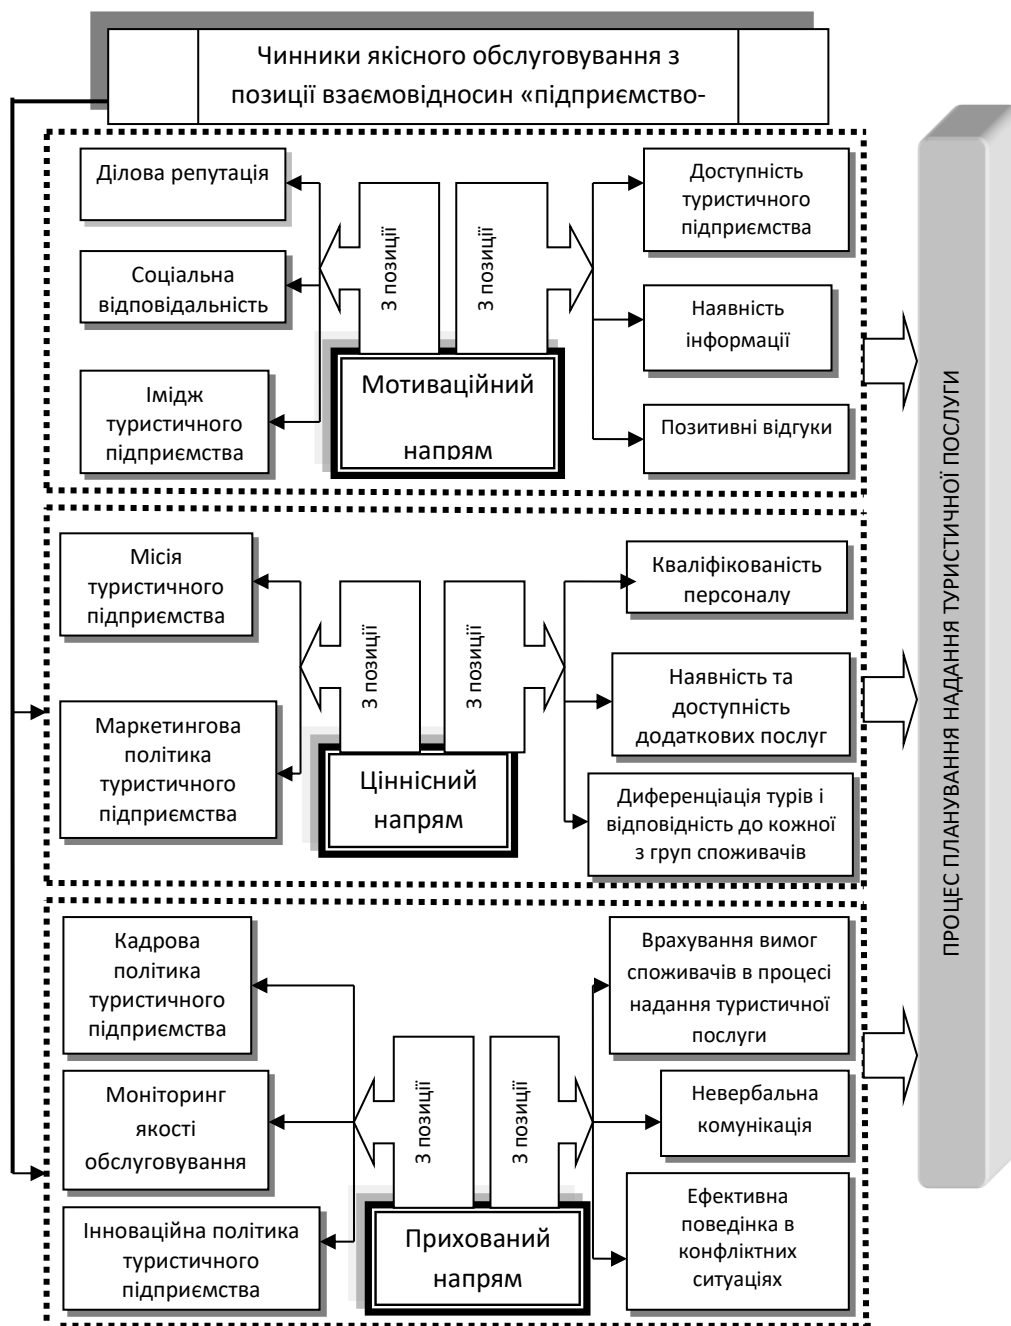 Чинники якісного обслуговування з
позиції взаємовідносин «підприємство-
Ділова репутація
Соціальна
відповідальність
Імідж
туристичного
підприємства
З позиції
З позиції
Мотиваційний
напрям
Доступність
туристичного
підприємства
Наявність
інформації
Позитивні відгуки
Місія
туристичного
підприємства
Маркетингова
політика
туристичного
підприємства
З позиції
З позиції
Ціннісний
напрям
Кваліфікованість
персоналу
Наявність та
доступність
додаткових послуг
Диференціація турів і
відповідність до кожної
з груп споживачів
Кадрова
політика
туристичного
підприємства
Моніторинг
якості
обслуговування
Інноваційна політика
туристичного
підприємства
З позиції
З позиції
Прихований
напрям
Врахування вимог
споживачів в процесі
надання туристичної
послуги
Невербальна
комунікація
Ефективна
поведінка в
конфліктних
ситуаціях
ПРОЦЕС ПЛАНУВАННЯ НАДАННЯ ТУРИСТИЧНОЇ ПОСЛУГИ